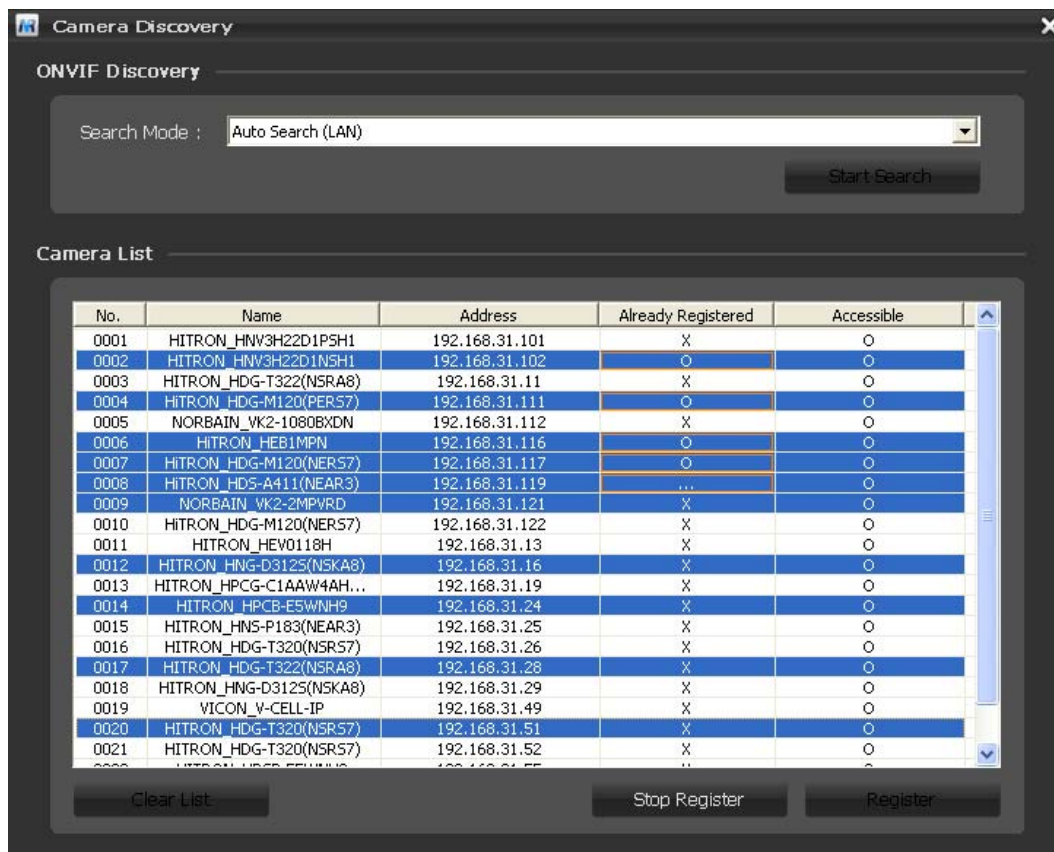 Camera Discovery
ONVIF Discovery
Search Mode : Auto Search (LAN)
Start Search
Camera List
No. Name Address Already Registered Accessible
0001 HITRON_HNV3H22D1PSH1 192.168.31.101 X O
0002 HITRON_HNV3H22D1NSH1 192.168.31.102 O O
0003 HITRON_HDG-T322(NSRA8) 192.168.31.11 X O
0004 HiTRON_HDG-M120(PERS7) 192.168.31.111 O O
0005 NORBAIN_VK2-1080BXDN 192.168.31.112 X O
0006 HiTRON_HEB1MPN 192.168.31.116 O O
0007 HiTRON_HDG-M120(NERS7) 192.168.31.117 O O
0008 HiTRON_HDS-A411(NEAR3) 192.168.31.119 ... O
0009 NORBAIN_VK2-2MPVRD 192.168.31.121 X O
0010 HiTRON_HDG-M120(NERS7) 192.168.31.122 X O
0011 HITRON_HEV0118H 192.168.31.13 X O
0012 HITRON_HNG-D312S(NSKA8) 192.168.31.16 X O
0013 HITRON_HPCG-C1AAW4AH... 192.168.31.19 X O
0014 HITRON_HPCB-E5WNH9 192.168.31.24 X O
0015 HITRON_HNS-P183(NEAR3) 192.168.31.25 X O
0016 HITRON_HDG-T320(NSRS7) 192.168.31.26 X O
0017 HITRON_HDG-T322(NSRA8) 192.168.31.28 X O
0018 HITRON_HNG-D312S(NSKA8) 192.168.31.29 X O
0019 VICON_V-CELL-IP 192.168.31.49 X O
0020 HITRON_HDG-T320(NSRS7) 192.168.31.51 X O
0021 HITRON_HDG-T320(NSRS7) 192.168.31.52 X O
Clear List Stop Register Register